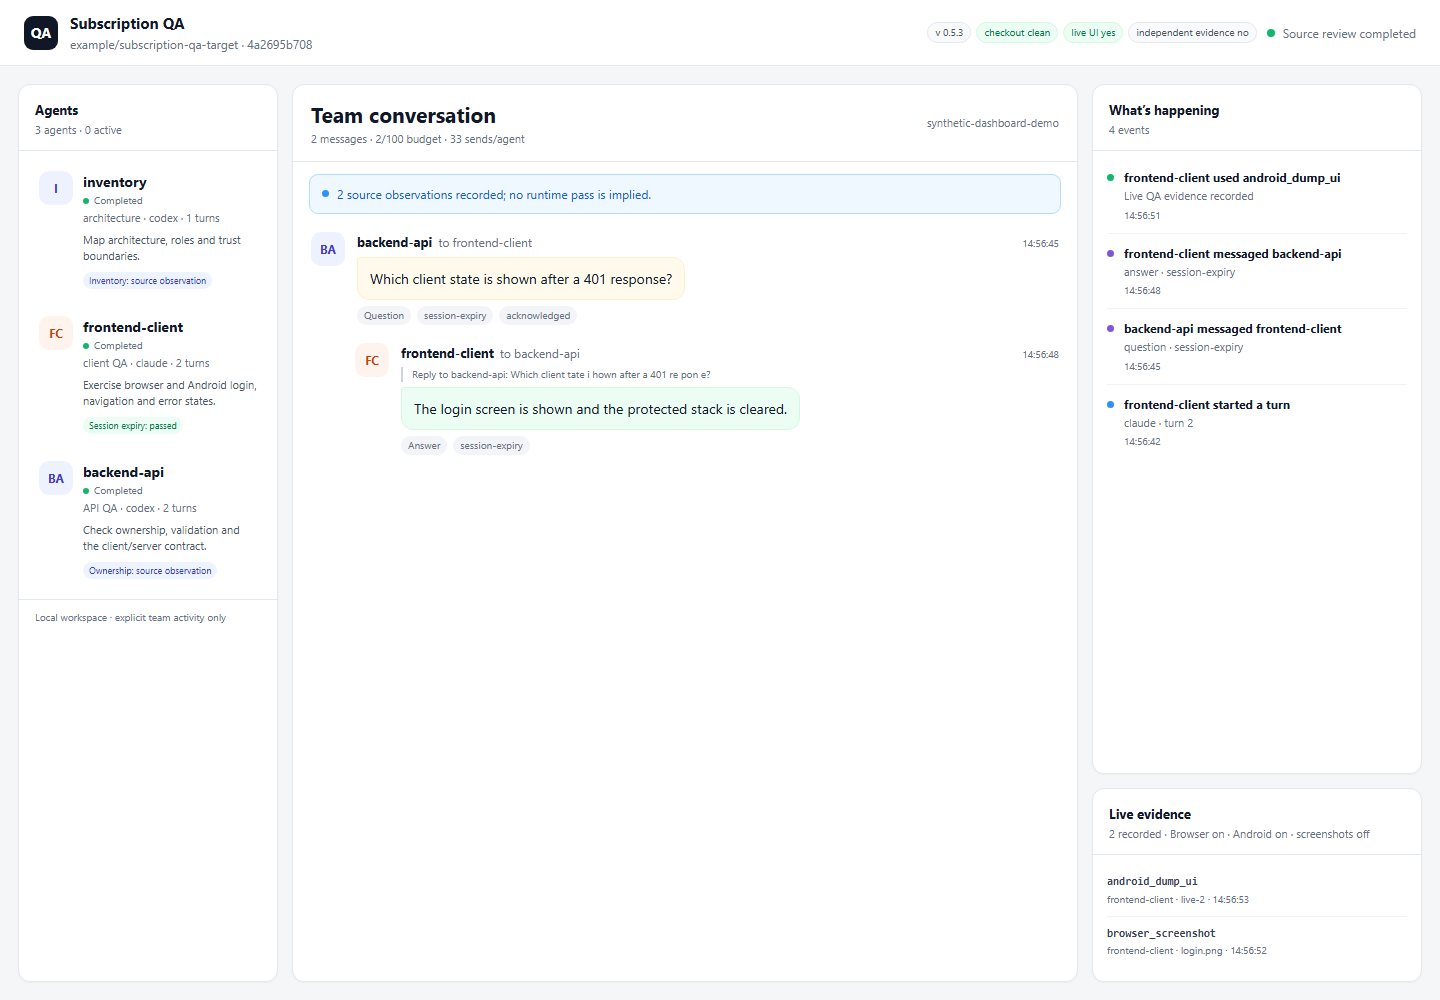 QA
Subscription QA
example/subscription-qa-target · 4a2695b708
v 0.5.3
checkout clean
live UI yes
independent evidence no
Source review completed
Agents
3 agents · 0 active
I
inventory
Completed
architecture · codex · 1 turns
Map architecture, roles and trust
boundaries.
Inventory: source observation
FC
frontend-client
Completed
client QA · claude · 2 turns
Exercise browser and Android login,
navigation and error states.
Session expiry: passed
BA
backend-api
Completed
API QA · codex · 2 turns
Check ownership, validation and
the client/server contract.
Ownership: source observation
Local workspace · explicit team activity only
Team conversation
2 messages · 2/100 budget · 33 sends/agent
synthetic-dashboard-demo
2 source observations recorded; no runtime pass is implied.
BA
backend-api to frontend-client
14:56:45
Which client state is shown after a 401 response?
Question
session-expiry
acknowledged
FC
frontend-client to backend-api
14:56:48
Reply to backend-api: Which client tate i hown after a 401 re pon e?
The login screen is shown and the protected stack is cleared.
Answer
session-expiry
What's happening
4 events
frontend-client used android_dump_ui
Live QA evidence recorded
14:56:51
frontend-client messaged backend-api
answer · session-expiry
14:56:48
backend-api messaged frontend-client
question · session-expiry
14:56:45
frontend-client started a turn
claude · turn 2
14:56:42
Live evidence
2 recorded · Browser on · Android on · screenshots off
android_dump_ui
frontend-client · live-2 · 14:56:53
browser_screenshot
frontend-client · login.png · 14:56:52